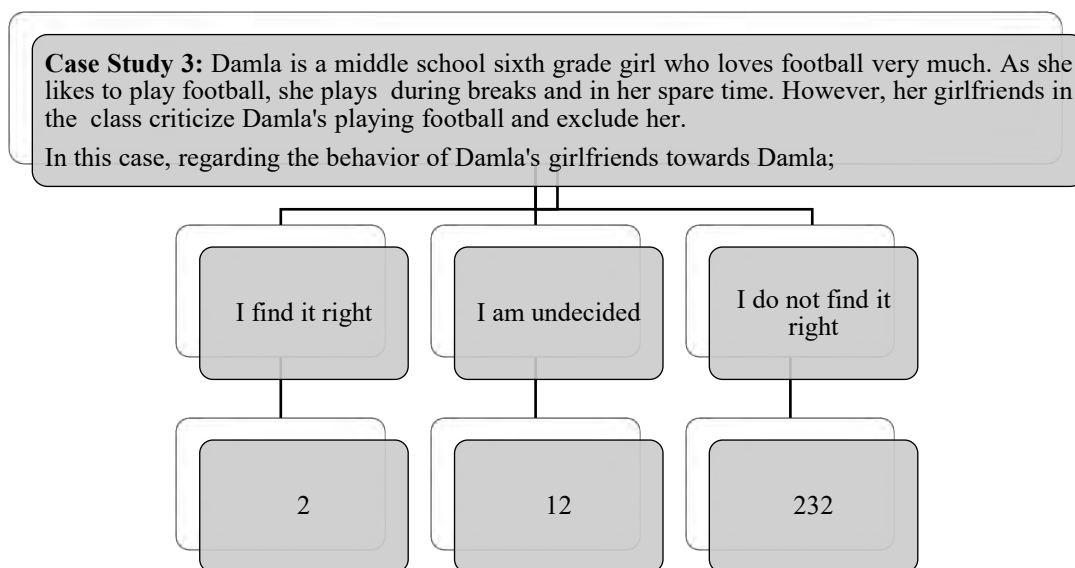 Case Study 3: Damla is a middle school sixth grade girl who loves football very much. As she
likes to play football, she plays during breaks and in her spare time. However, her girlfriends in
the class criticize Damla's playing football and exclude her.
In this case, regarding the behavior of Damla's girlfriends towards Damla;
I find it right
I am undecided
I do not find it
right
2
12
232